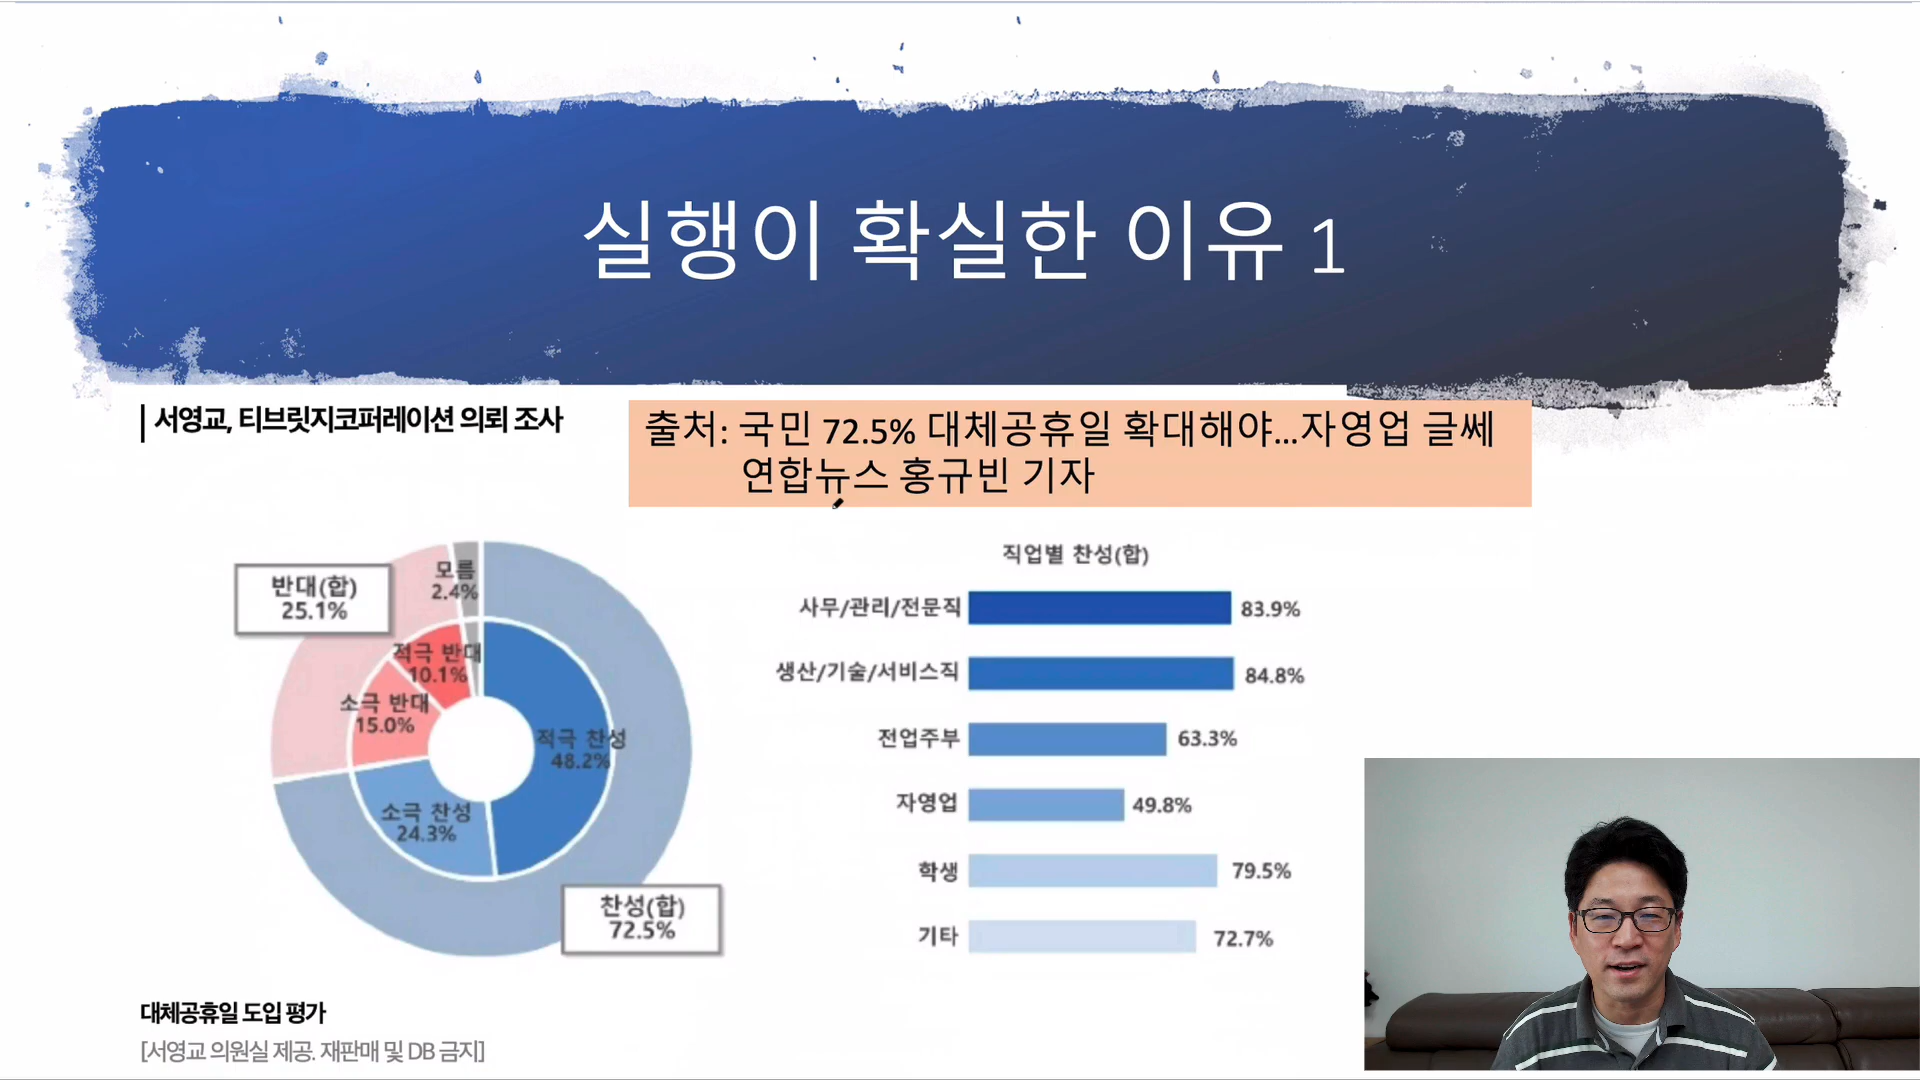 실행이 확실한 이유 1
서영교, 티브릿지코퍼레이션 의뢰 조사
출처: 국민 72.5% 대체공휴일 확대해야...자영업 글쎄
연합뉴스 홍규빈 기자
반대(합)
25.1%
모름
2.4%
적극 반대
10.1%
소극 반대
15.0%
적극 찬성
48.2%
소극 찬성
24.3%
찬성(합)
72.5%
직업별 찬성(합)
사무/관리/전문직 83.9%
생산/기술/서비스직 84.8%
전업주부 63.3%
자영업 49.8%
학생 79.5%
기타 72.7%
대체공휴일 도입 평가
[서영교 의원실 제공. 재판매 및 DB 금지]